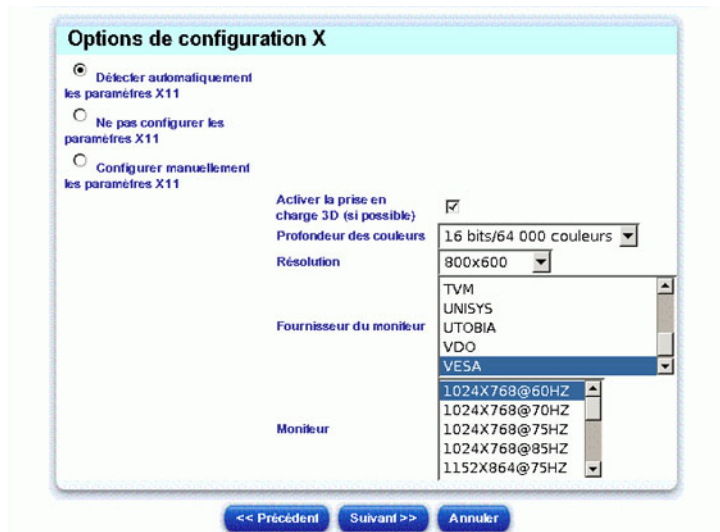 Options de configuration X
Détecter automatiquement
les paramètres X11
Ne pas configurer les
paramètres X11
Configurer manuellement
les paramètres X11
Activer la prise en
charge 3D (si possible)
Profondeur des couleurs
16 bits/64 000 couleurs
Résolution
800x600
Fournisseur du moniteur
TVM
UNISYS
UTOBIA
VDO
VESA
Moniteur
1024X768@60HZ
1024X768@70HZ
1024X768@75HZ
1024X768@85HZ
1152X864@75HZ
<< Précédent
Suivant >>
Annuler